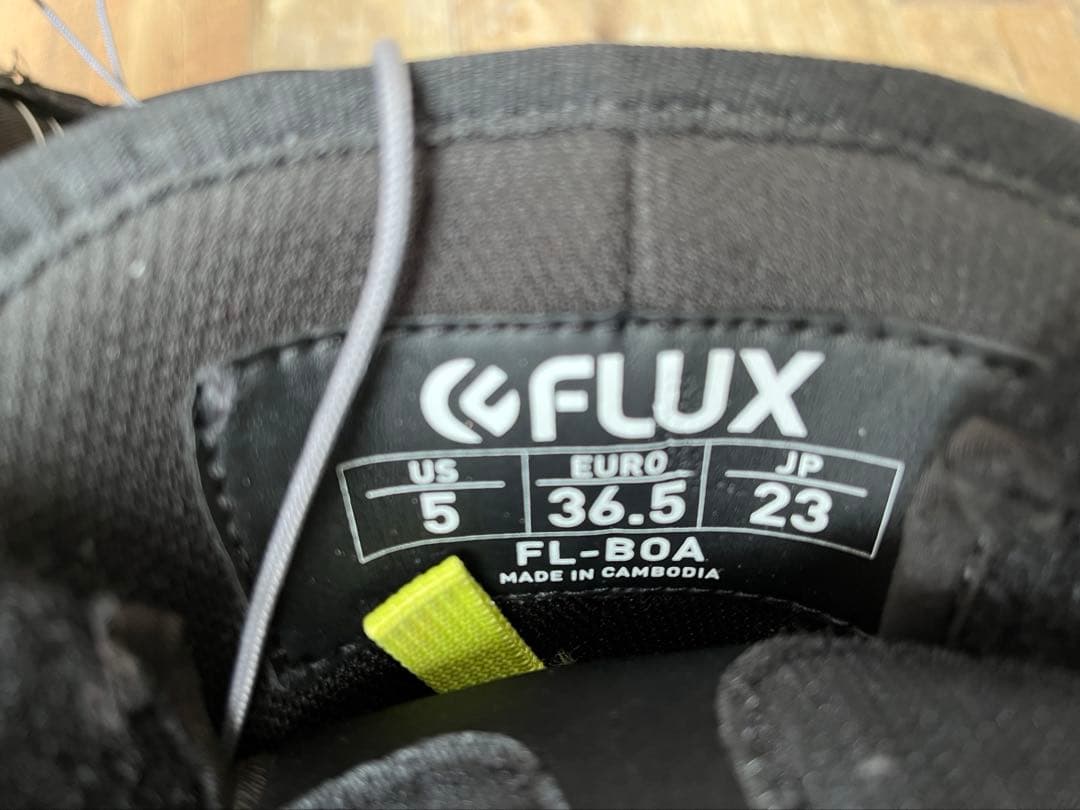 FLUX
US EURO JP
5 36.5 23
FL-BOA
MADE IN CAMBODIA